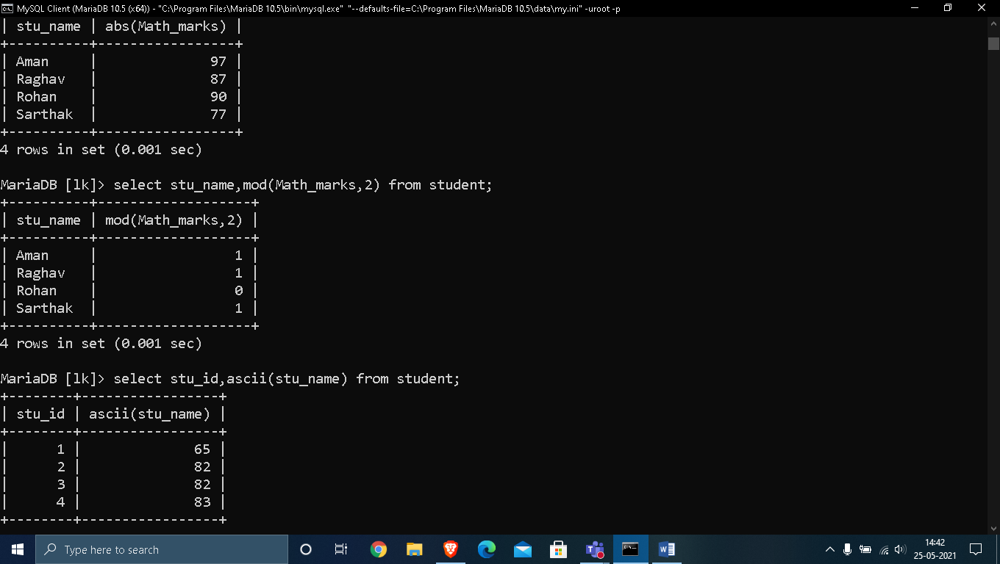 MySQL Client (MariaDB 10.5 (x64)) - "C:\Program Files\MariaDB 10.5\bin\mysql.exe" "--defaults-file=C:\Program Files\MariaDB 10.5\data\my.ini" -uroot -p
| stu_name | abs(Math_marks) |
+----------+-----------------+
| Aman     |              97 |
| Raghav   |              87 |
| Rohan    |              90 |
| Sarthak  |              77 |
+----------+-----------------+
4 rows in set (0.001 sec)
MariaDB [lk]> select stu_name,mod(Math_marks,2) from student;
+----------+-------------------+
| stu_name | mod(Math_marks,2) |
+----------+-------------------+
| Aman     |                 1 |
| Raghav   |                 1 |
| Rohan    |                 0 |
| Sarthak  |                 1 |
+----------+-------------------+
4 rows in set (0.001 sec)
MariaDB [lk]> select stu_id,ascii(stu_name) from student;
+--------+-----------------+
| stu_id | ascii(stu_name) |
+--------+-----------------+
|      1 |              65 |
|      2 |              82 |
|      3 |              82 |
|      4 |              83 |
+--------+-----------------+
Type here to search
14:42
25-05-2021